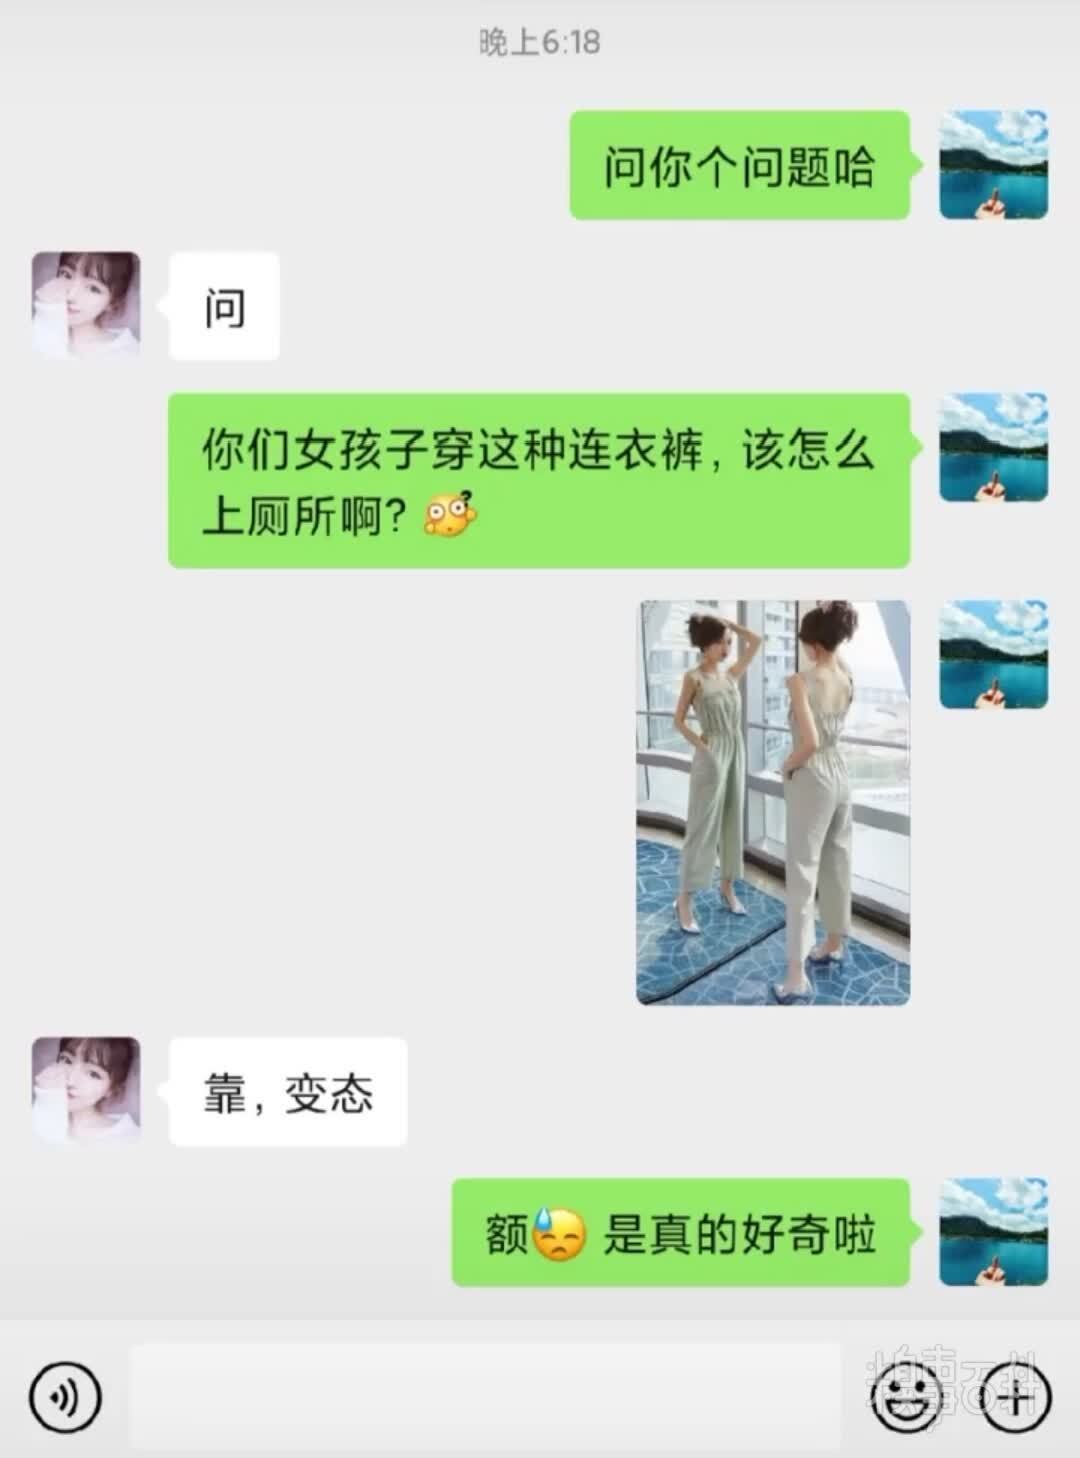 晚上6:18
问你个问题哈
问
你们女孩子穿这种连衣裤，该怎么
上厕所啊？
靠，变态
额 是真的好奇啦